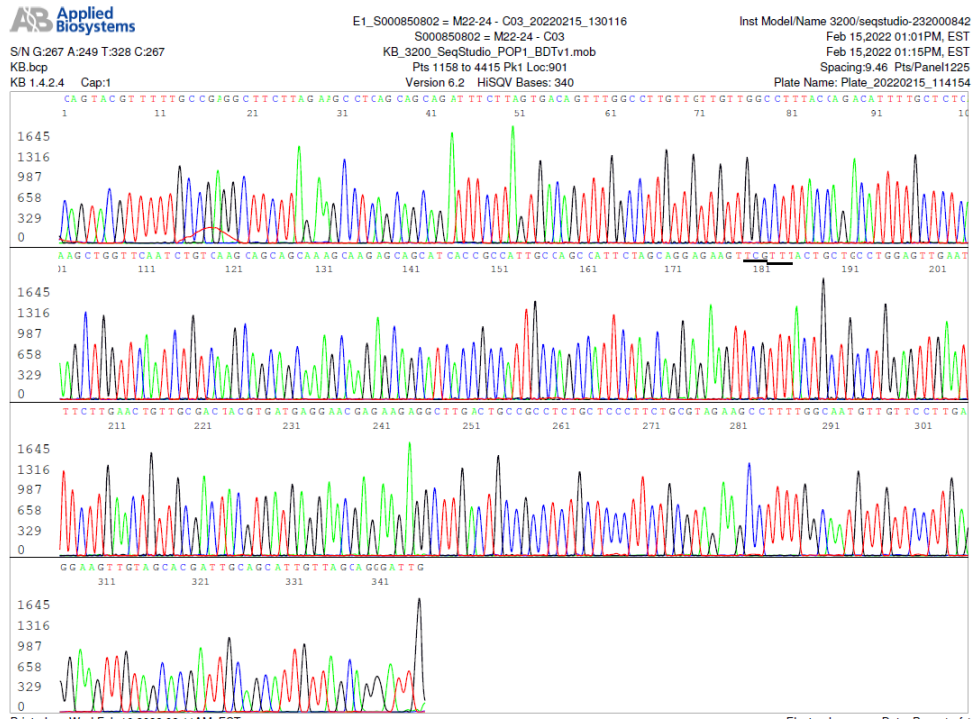 AB Applied
Biosystems
S/N G:267 A:249 T:328 C:267
KB.bcp
KB 1.4.2.4 Cap:1
E1_S000850802 = M22-24 - C03_20220215_130116
S000850802 = M22-24 - C03
KB_3200_SeqStudio_POP1_BDTv1.mob
Pts 1158 to 4415 Pk1 Loc:901
Version 6.2 HiSQV Bases: 340
Inst Model/Name 3200/seqstudio-232000842
Feb 15,2022 01:01PM, EST
Feb 15,2022 01:15PM, EST
Spacing:9.46 Pts/Panel1225
Plate Name: Plate_20220215_114154
CAGTACGTTTTTGCCGAGGCTTCTTAGAAGCCTCAGCAGCAGATTTCTTAGTGACAGTTTGGCCTTGTTGTTGTTGGCCTTTACCAGACATTTTGCTCTC
1 11 21 31 41 51 61 71 81 91 10
1645
1316
987
658
329
0
AAGCTGGTTCAATCTGTCAAGCAGCAGCAAAGCAAGAGCAGCATCACCGCCATTGCCAGCCATTCTAGCAGGAGAAGTTCGTTTACTGCTGCCTGGAGTTGAAT
01 111 121 131 141 151 161 171 181 191 201
1645
1316
987
658
329
0
TTCTTGAACTGTTGCGACTACGTGATGAGGAACGAGAAGAGGCTTGACTGCCGCCTCTGCTCCCTTCTGCGTAGAAGCCTTTTGGCAATGTTGTTCCTTGA
211 221 231 241 251 261 271 281 291 301
1645
1316
987
658
329
0
GGAAGTTGTAGCACGATTGCAGCATTGTTAGCAGGATTG
311 321 331 341
1645
1316
987
658
329
0